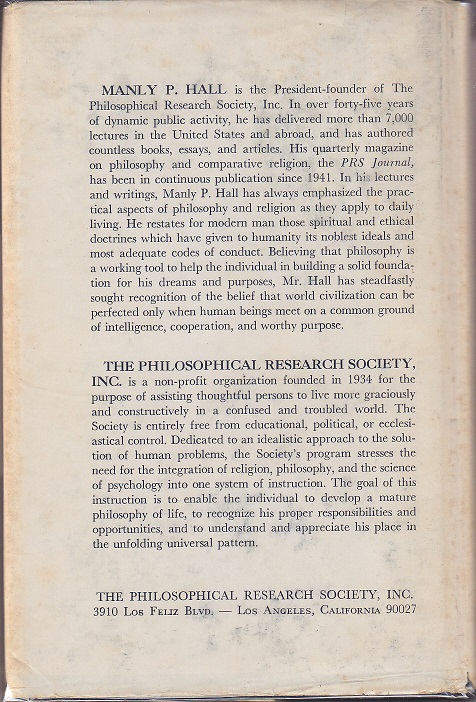 MANLY P. HALL is the President-founder of The
Philosophical Research Society, Inc. In over forty-five years
of dynamic public activity, he has delivered more than 7,000
lectures in the United States and abroad, and has authored
countless books, essays, and articles. His quarterly magazine
on philosophy and comparative religion, the PRS Journal,
has been in continuous publication since 1941. In his lectures
and writings, Manly P. Hall has always emphasized the prac-
tical aspects of philosophy and religion as they apply to daily
living. He restates for modern man those spiritual and ethical
doctrines which have given to humanity its noblest ideals and
most adequate codes of conduct. Believing that philosophy is
a working tool to help the individual in building a solid founda-
tion for his dreams and purposes, Mr. Hall has steadfastly
sought recognition of the belief that world civilization can be
perfected only when human beings meet on a common ground
of intelligence, cooperation, and worthy purpose.
THE PHILOSOPHICAL RESEARCH SOCIETY,
INC. is a non-profit organization founded in 1934 for the
purpose of assisting thoughtful persons to live more graciously
and constructively in a confused and troubled world. The
Society is entirely free from educational, political, or ecclesi-
astical control. Dedicated to an idealistic approach to the solu-
tion of human problems, the Society's program stresses the
need for the integration of religion, philosophy, and the science
of psychology into one system of instruction. The goal of this
instruction is to enable the individual to develop a mature
philosophy of life, to recognize his proper responsibilities and
opportunities, and to understand and appreciate his place in
the unfolding universal pattern.
THE PHILOSOPHICAL RESEARCH SOCIETY, INC.
3910 Los Feliz Blvd. — Los Angeles, California 90027